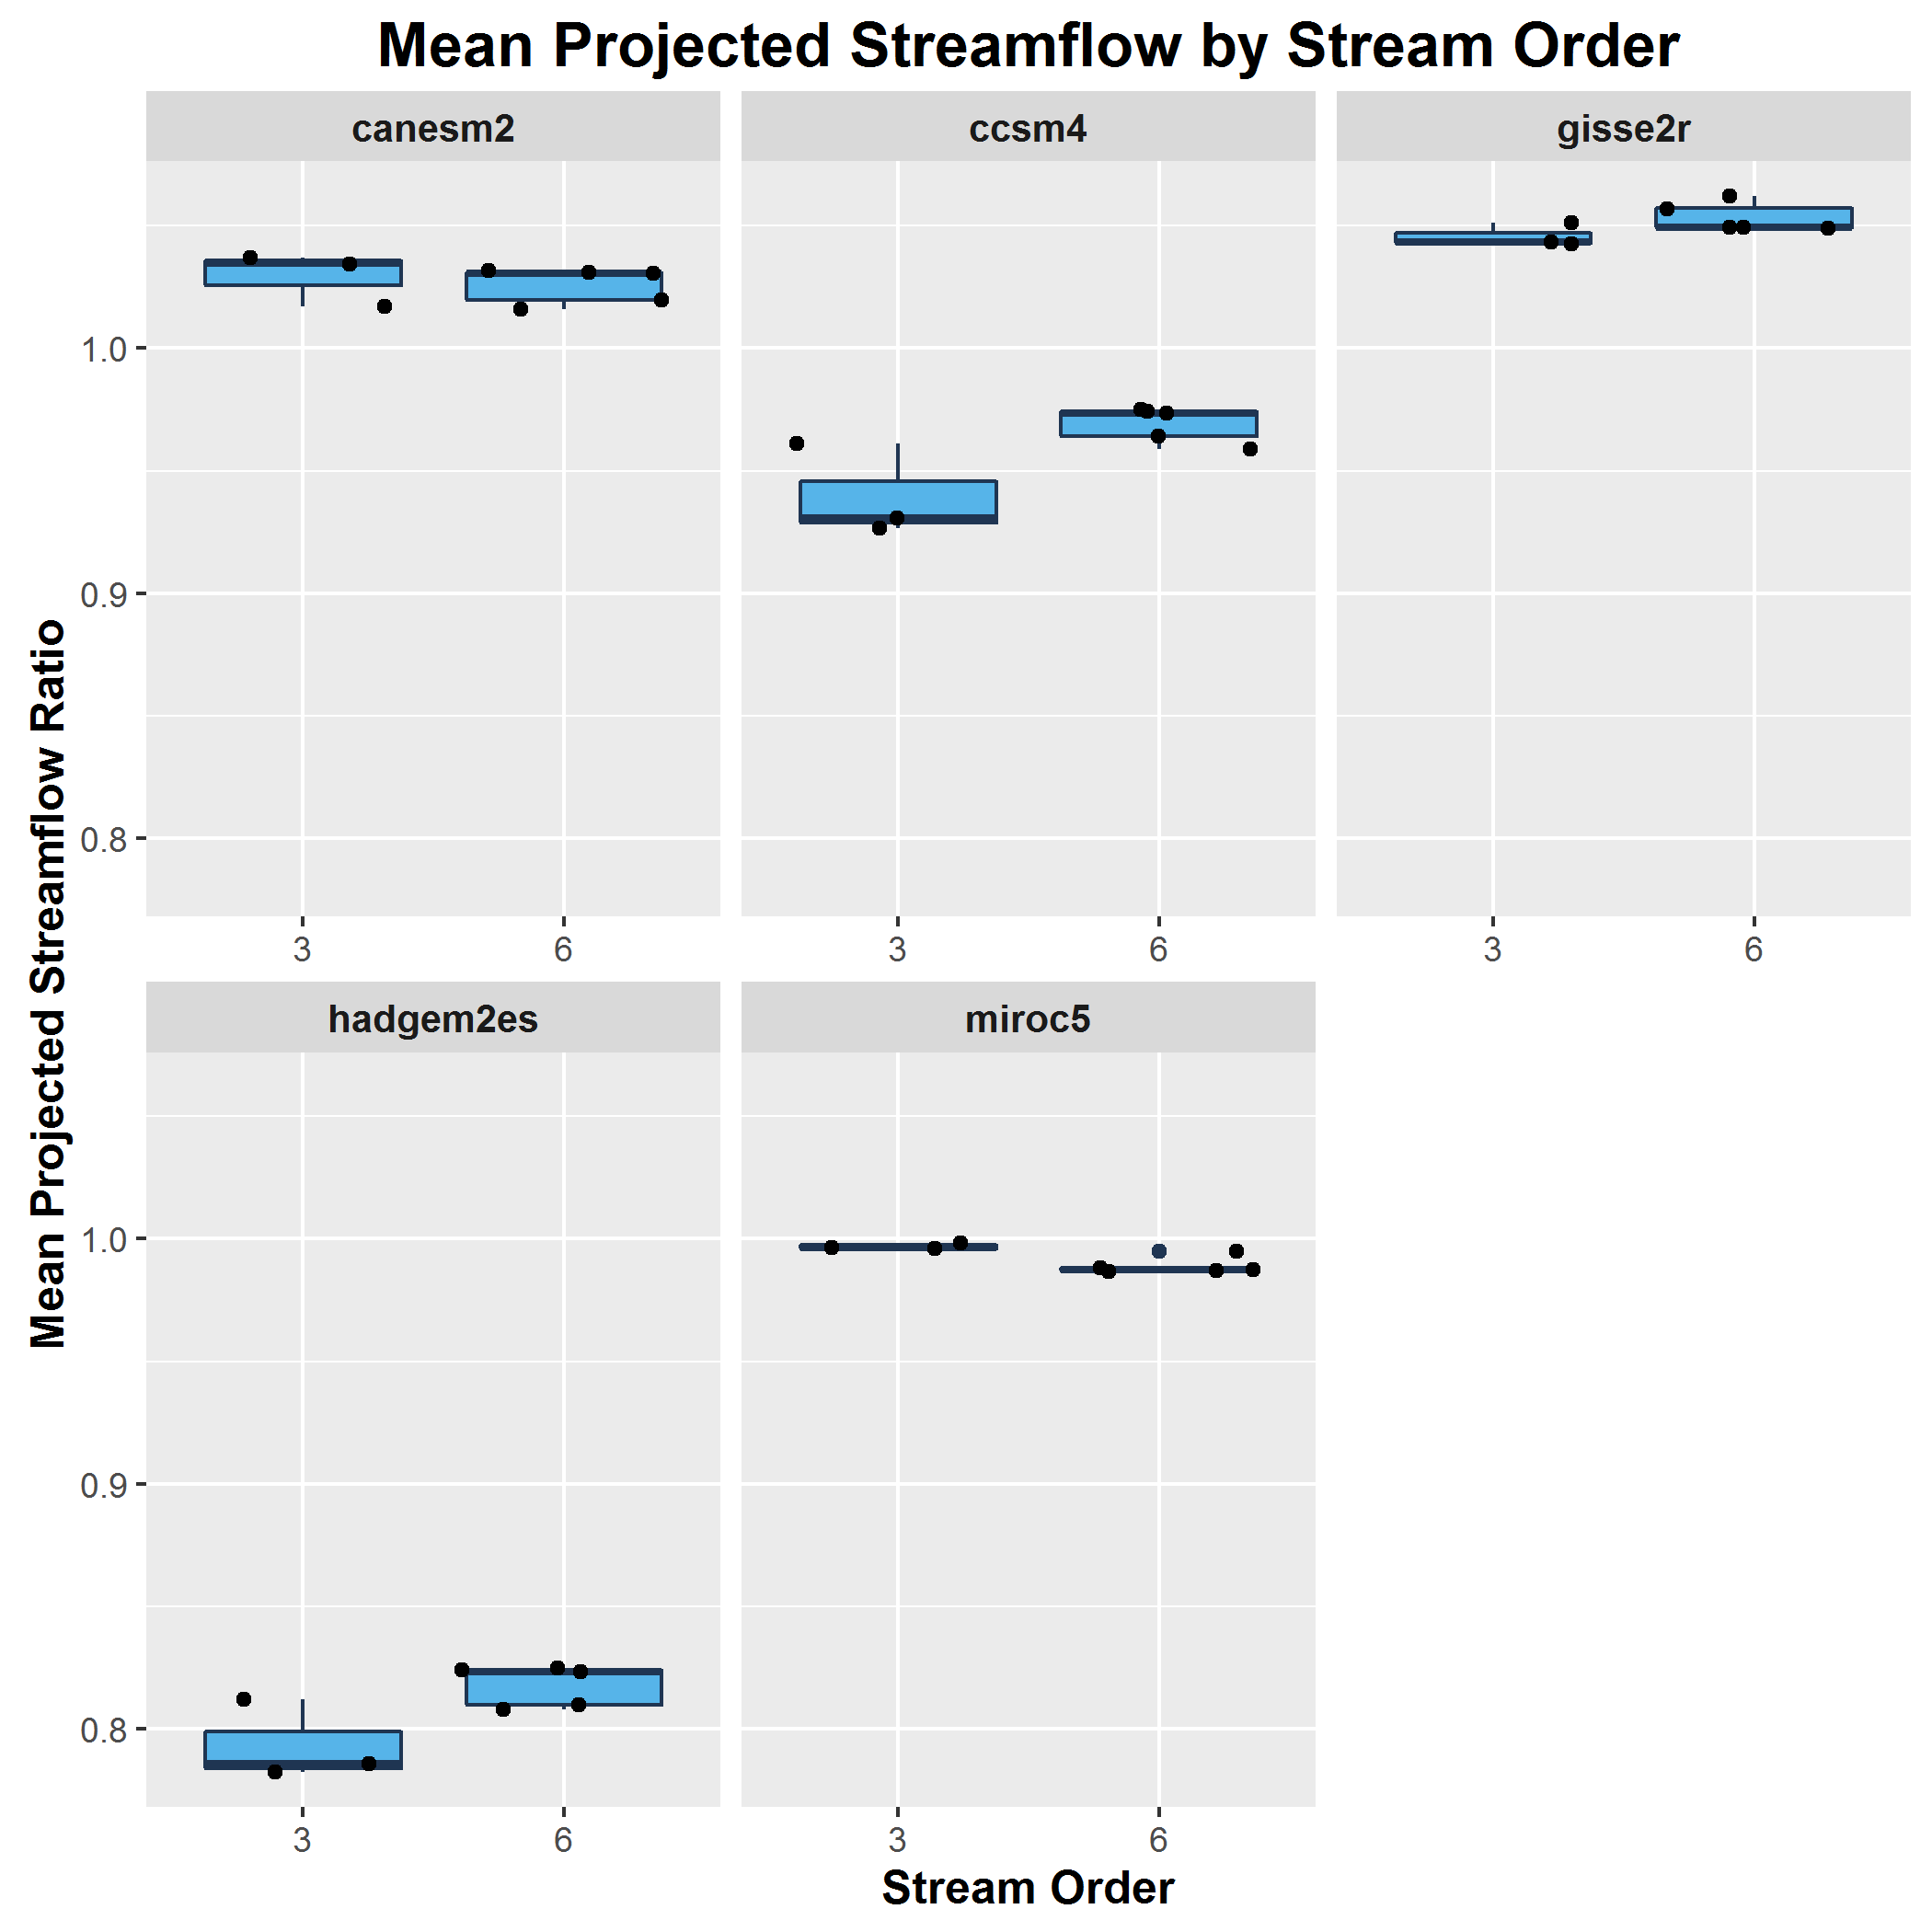 Mean Projected Streamflow by Stream Order
canesm2 ccsm4 gisse2r
1.0
0.9
0.8
3 6 3 6 3 6
Mean Projected Streamflow Ratio
hadgem2es miroc5
1.0
0.9
0.8
3 6 3 6
Stream Order